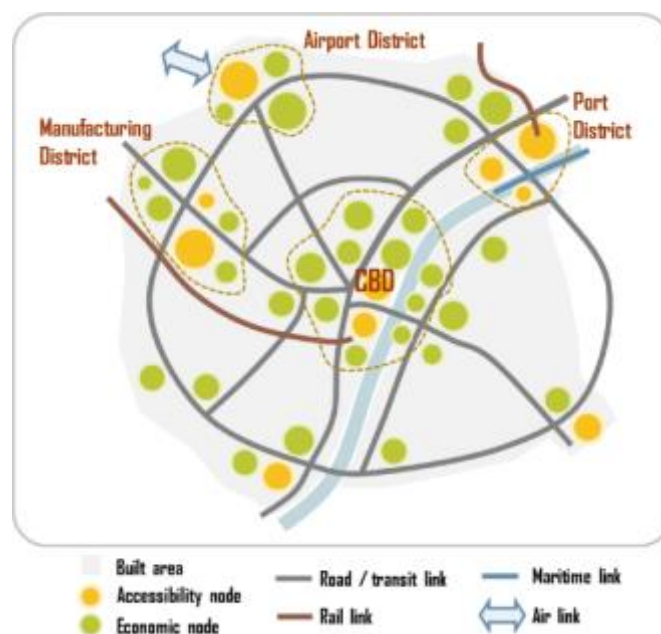 Airport District
Port
District
Manufacturing
District
CBD
Built area
Accessibility node
Economic node
Road / transit link
Rail link
Maritime link
Air link